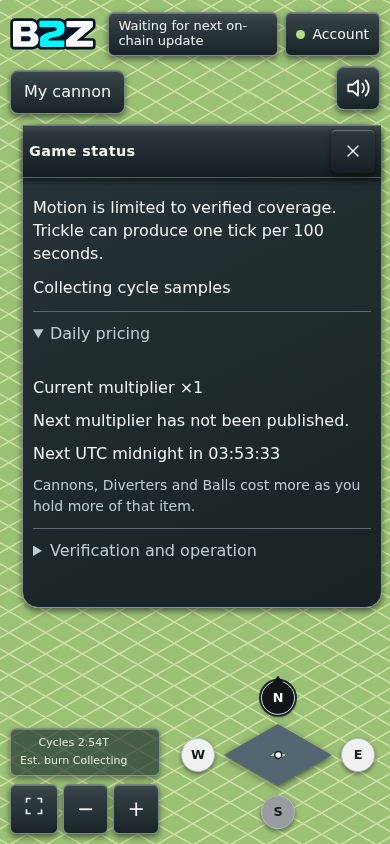 B2Z
Waiting for next on-
chain update
Account
My cannon
Game status
Motion is limited to verified coverage.
Trickle can produce one tick per 100
seconds.
Collecting cycle samples
Daily pricing
Current multiplier ×1
Next multiplier has not been published.
Next UTC midnight in 03:53:33
Cannons, Diverters and Balls cost more as you
hold more of that item.
Verification and operation
N
W
E
S
Cycles 2.54T
Est. burn Collecting
− +